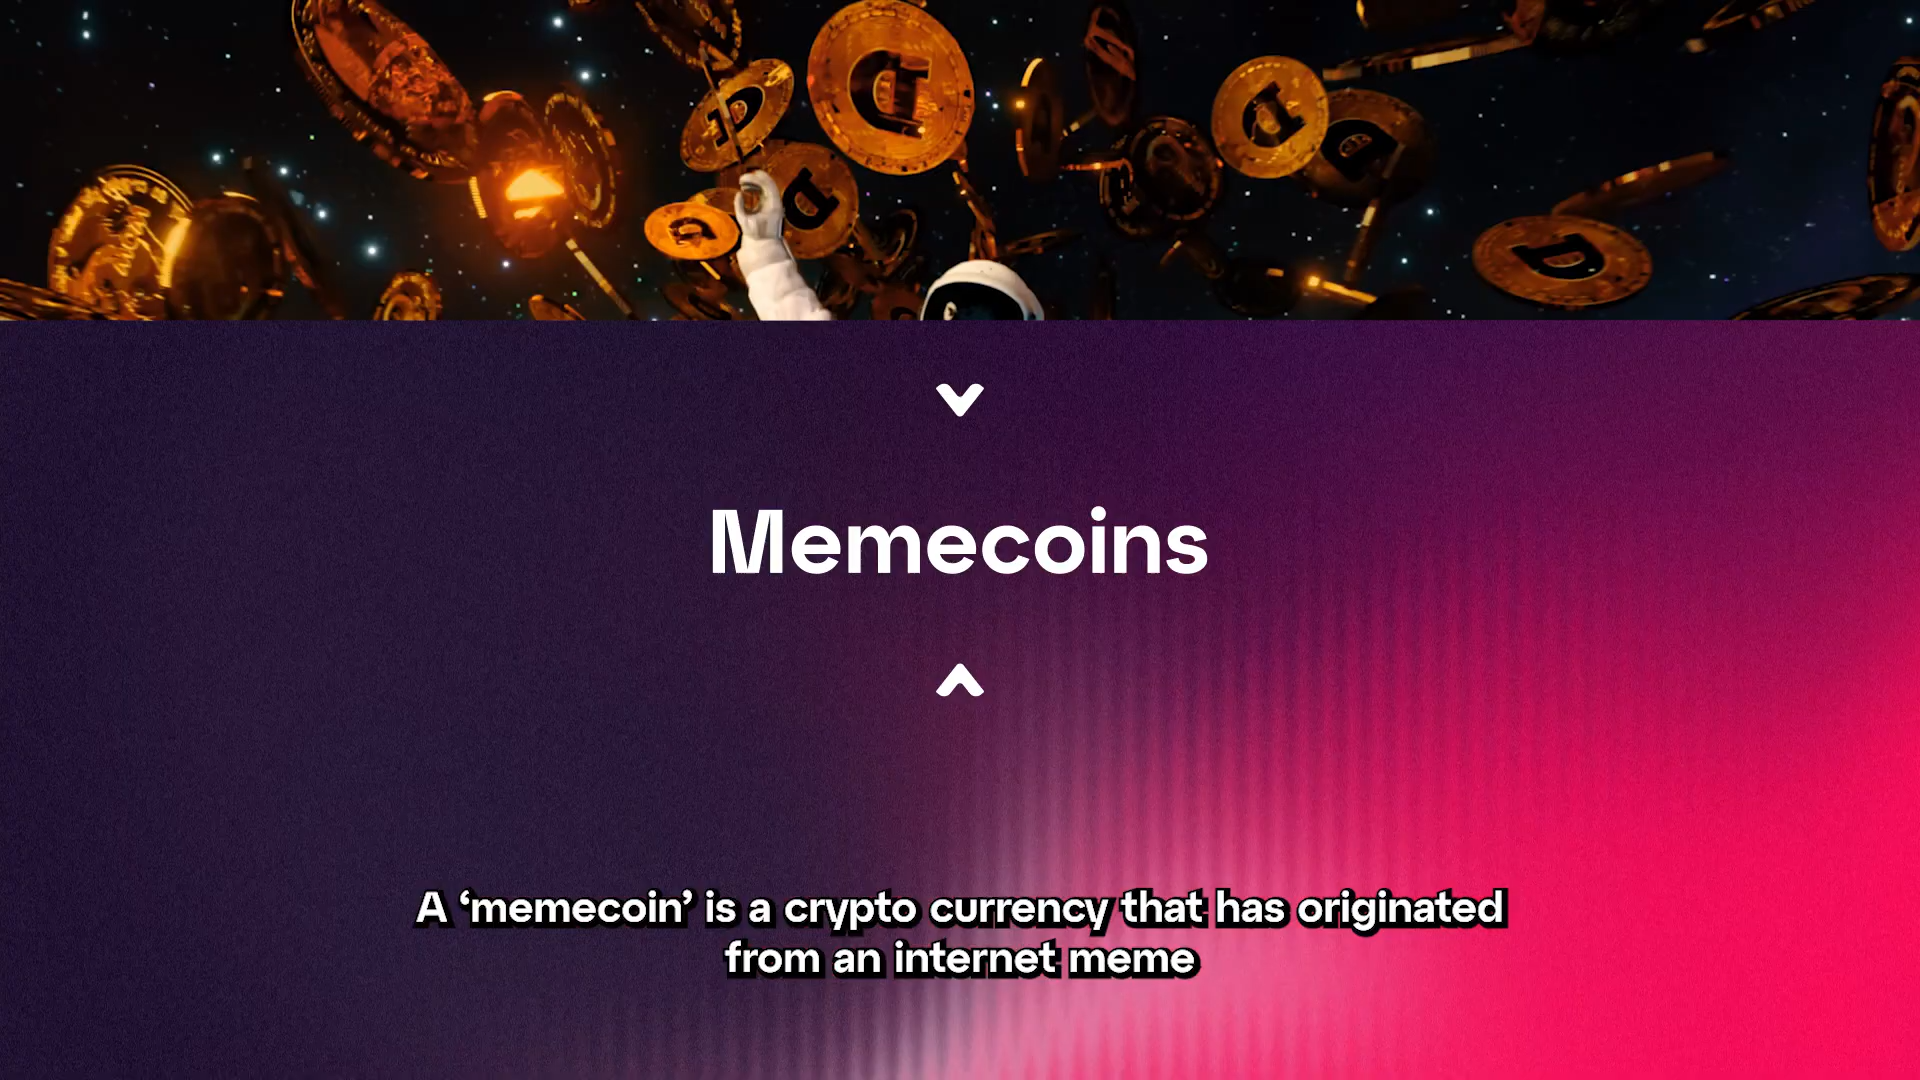 Memecoins
A ‘memecoin’ is a crypto currency that has originated
from an internet meme